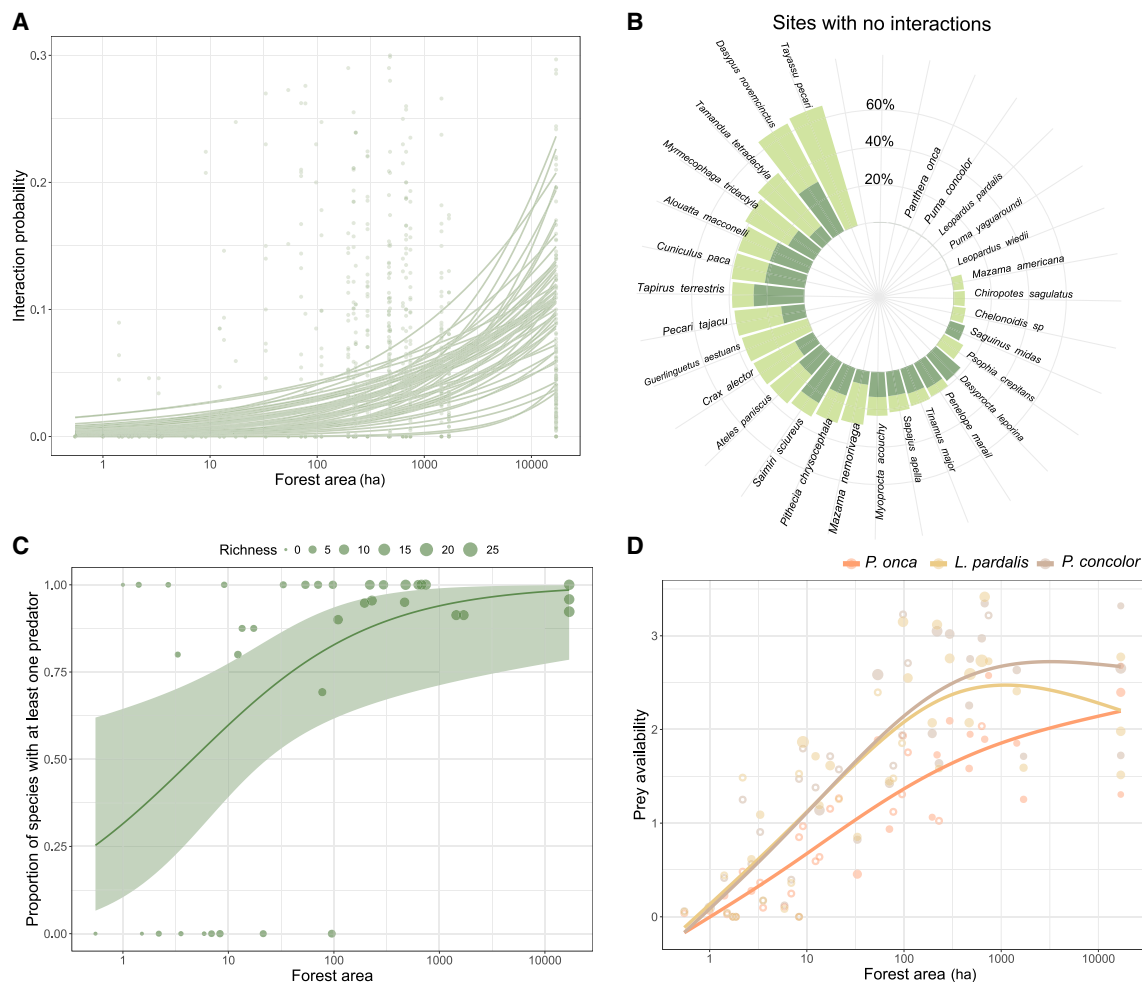 A
Interaction probability
0.3
0.2
0.1
0.0
1
10
100
1000
10000
Forest area (ha)
B
Sites with no interactions
60%
40%
20%
Panthera onca
Puma concolor
Leopardus pardalis
Puma yaguaroundi
Leopardus wiedii
Mazama americana
Chiropotes sagulatus
Chelonoidis sp
Saguinus midas
Psophia crepitans
Dasyprocta leporina
Penelope marail
Tinamus major
Sapajus apella
Myoprocta acouchy
Mazama nemorivaga
Pithecia chrysocephala
Saimiri sciureus
Ateles paniscus
Crax alector
Guerlinguetus aestuans
Pecari tajacu
Tapirus terrestris
Cuniculus paca
Alouatta macconelli
Myrmecophaga tridactyla
Tamandua tetradactyla
Dasypus novemcinctus
Tayassu pecari
C
Richness 0 5 10 15 20 25
Proportion of species with at least one predator
1.00
0.75
0.50
0.25
0.00
1
10
100
1000
10000
Forest area
D
P. onca L. pardalis P. concolor
Prey availability
3
2
1
0
1
10
100
1000
10000
Forest area (ha)